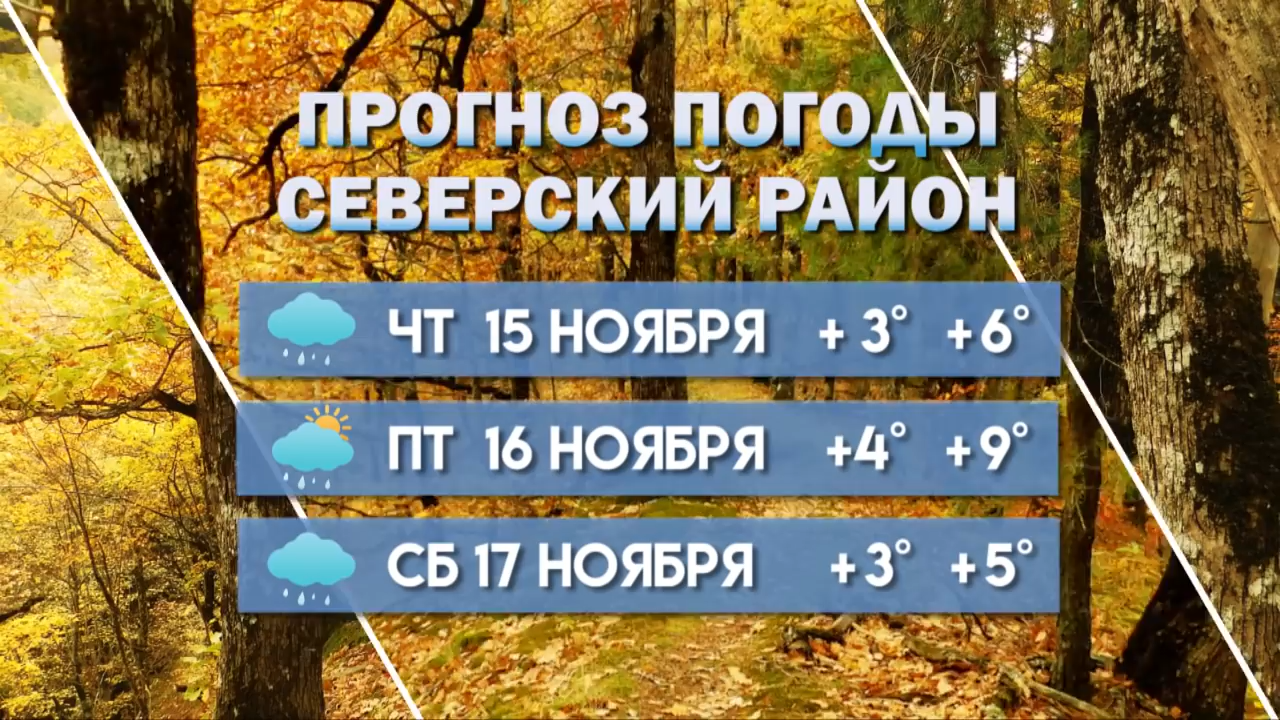 ПРОГНОЗ ПОГОДЫ
СЕВЕРСКИЙ РАЙОН
ЧТ 15 НОЯБРЯ + 3° +6°
ПТ 16 НОЯБРЯ +4° +9°
СБ 17 НОЯБРЯ +3° +5°